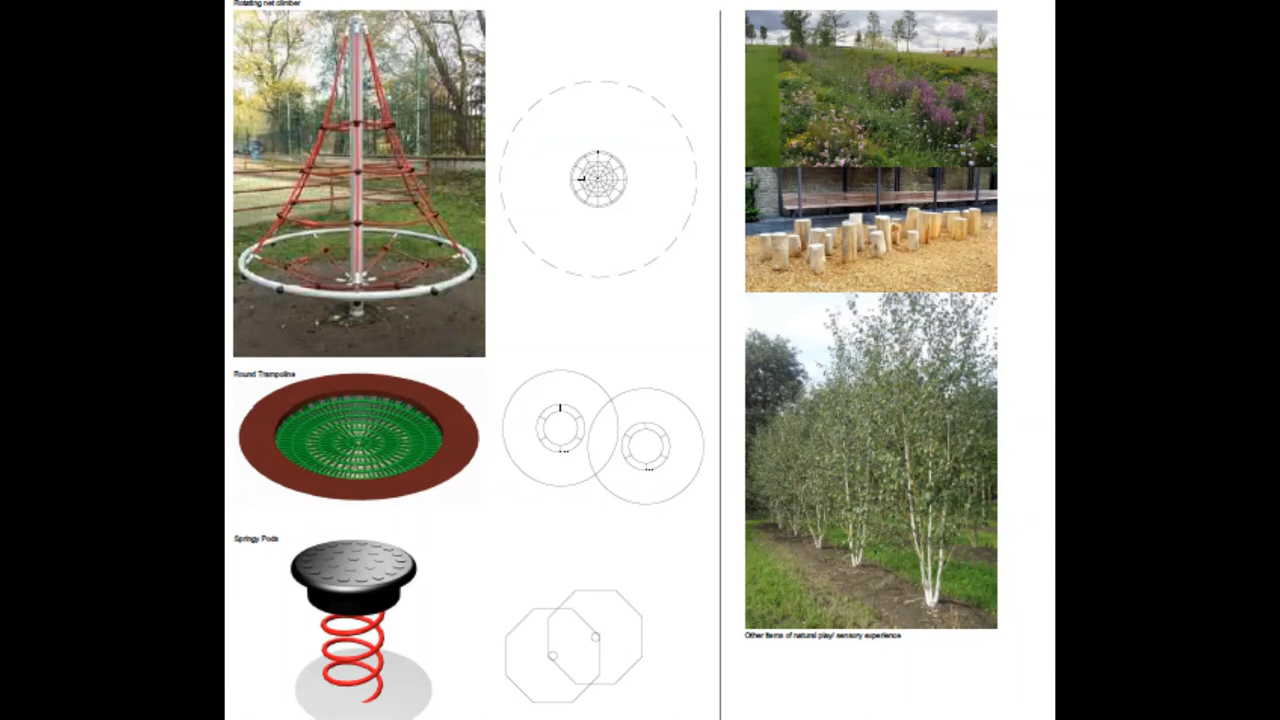 Rotating net climber
Round Trampoline
Springy Pods
Other items of natural play/ sensory experience